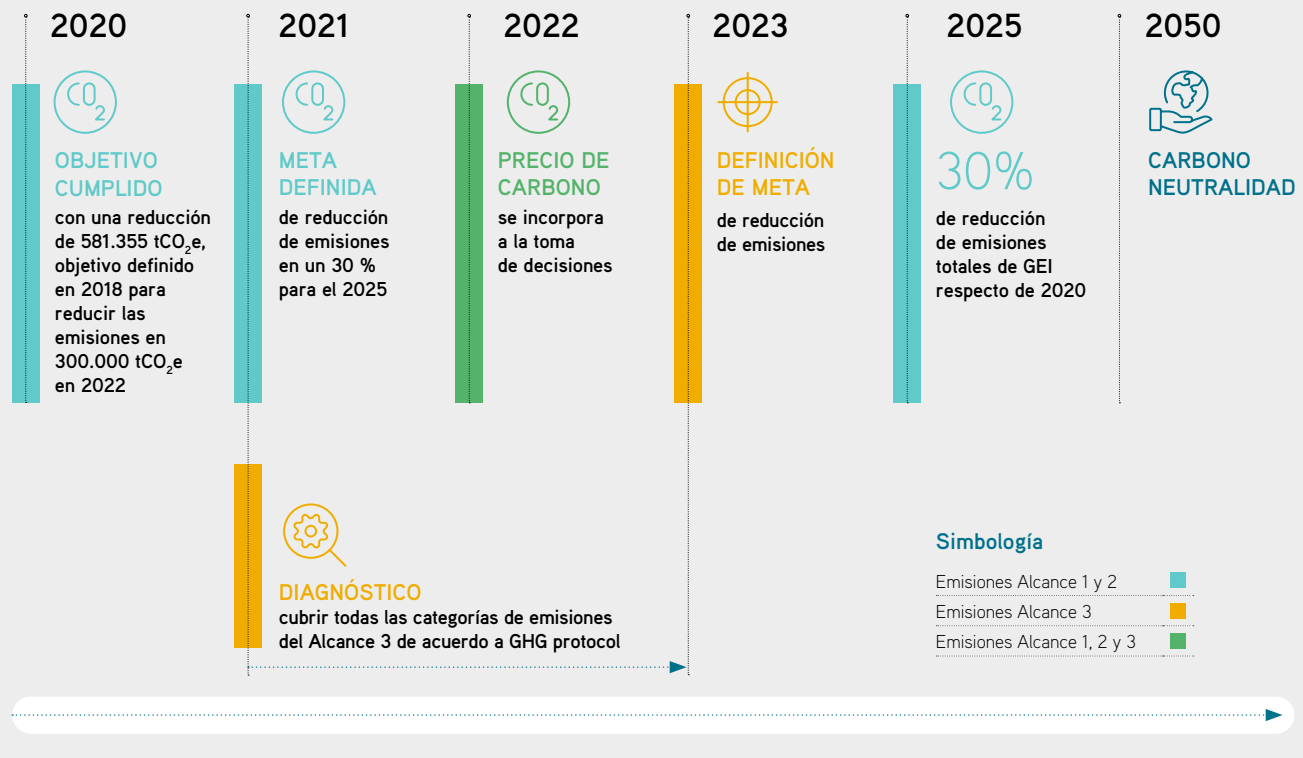 2020
CO2
OBJETIVO
CUMPLIDO
con una reducción
de 581.355 tCO2e,
objetivo definido
en 2018 para
reducir las
emisiones en
300.000 tCO2e
en 2022
2021
CO2
META
DEFINIDA
de reducción
de emisiones
en un 30 %
para el 2025
DIAGNÓSTICO
cubrir todas las categorías de emisiones
del Alcance 3 de acuerdo a GHG protocol
2022
CO2
PRECIO DE
CARBONO
se incorpora
a la toma
de decisiones
2023
DEFINICIÓN
DE META
de reducción
de emisiones
2025
CO2
30%
de reducción
de emisiones
totales de GEI
respecto de 2020
2050
CARBONO
NEUTRALIDAD
Simbología
Emisiones Alcance 1 y 2
Emisiones Alcance 3
Emisiones Alcance 1, 2 y 3